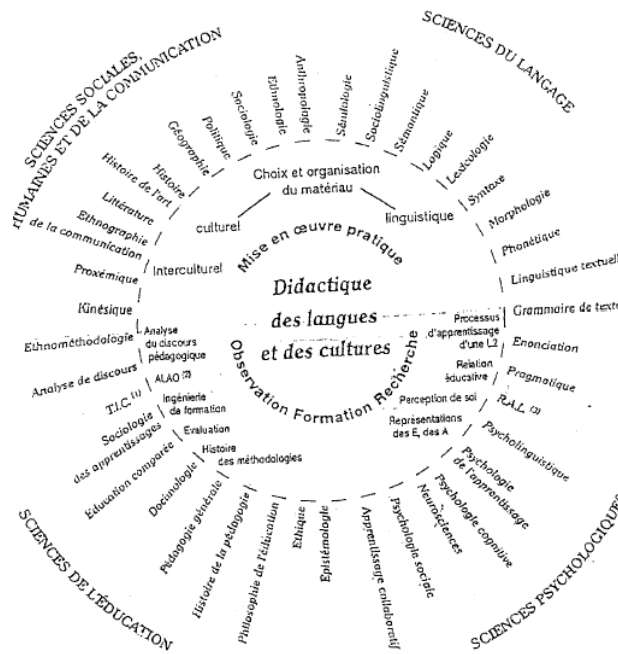 SCIENCES SOCIALES,
HUMAINES ET DE LA COMMUNICATION
SCIENCES DU LANGAGE
Kinésique
Proxémique
Ethnographie
de la communication
Littérature
Histoire de l'art
Histoire
Géographie
Politique
Sociologie
Ethnologie
Anthropologie
Sémiologie
Sociolinguistique
Sémantique
Logique
Lexicologie
Syntaxe
Morphologie
Phonétique
Linguistique textuell
Grammaire de texte
Enonciation
Pragmatique
R.A.L. (3)
Psycholinguistique
Psychologie
de l'apprentissage
Psychologie cognitive
Neurosciences
Psychologie sociale
Apprentissage collaboratif
Epistémologie
Ethique
Philosophie de l'éducation
Histoire de la pédagogie
Pédagogie générale
Docimologie
Education comparée
Sociologie
des apprentissages
T.I.C. (1)
Analyse de discours
Ethnométhodologie
Choix et organisation
du matériau
culturel
linguistique
Interculturel
Mise en œuvre pratique
Didactique
des langues
et des cultures
Observation Formation Recherche
Analyse
du discours
pédagogique
ALAO (2)
Ingénierie
de formation
Evaluation
Histoire
des méthodologies
Processus
d'apprentissage
d'une L2
Relation
éducative
Perception de soi
Représentations
des E, des A
SCIENCES DE L'ÉDUCATION
SCIENCES PSYCHOLOGIQUES